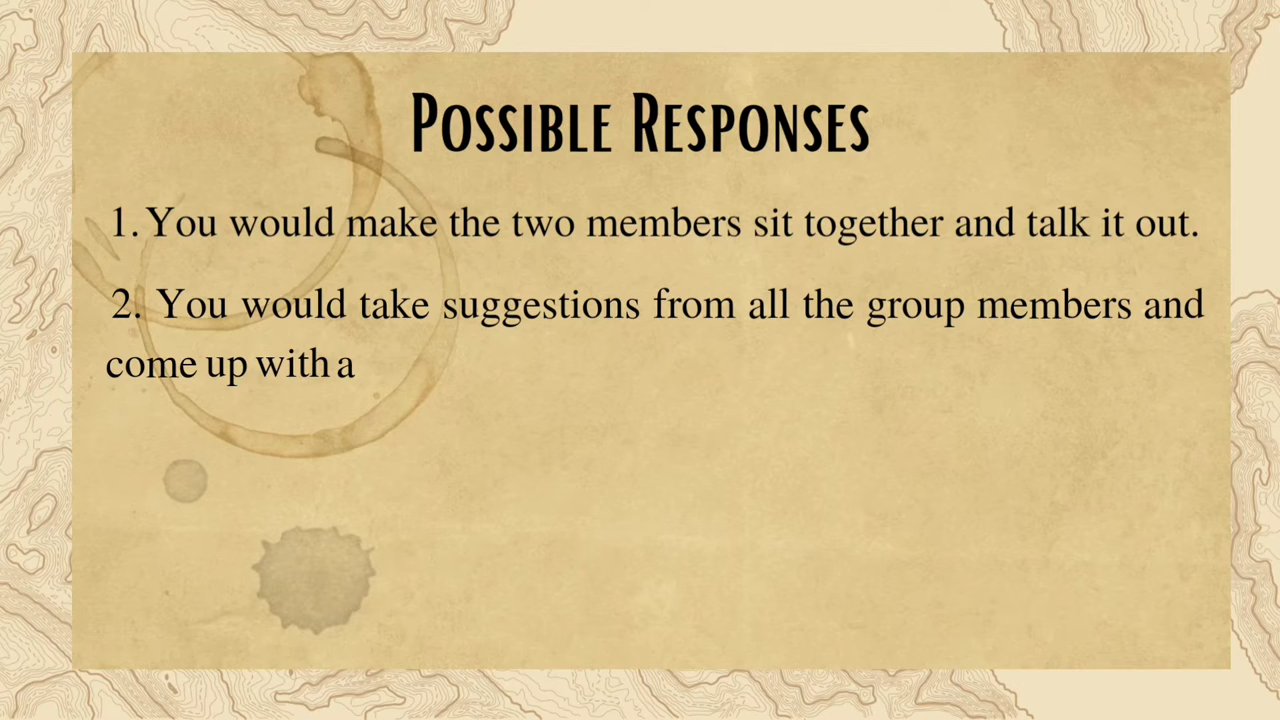 Possible Responses
1. You would make the two members sit together and talk it out.
2. You would take suggestions from all the group members and
come up with a